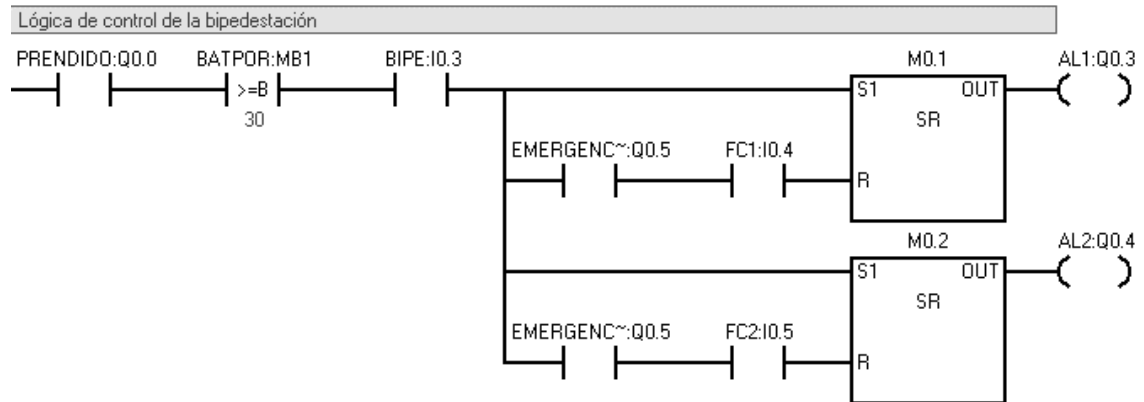 Lógica de control de la bipedestación
PRENDIDO:Q0.0 BATPOR:MB1 BIPE:I0.3 M0.1 AL1:Q0.3
>=B S1 OUT
30 SR
EMERGENC~:Q0.5 FC1:I0.4
R
M0.2 AL2:Q0.4
S1 OUT
SR
EMERGENC~:Q0.5 FC2:I0.5
R